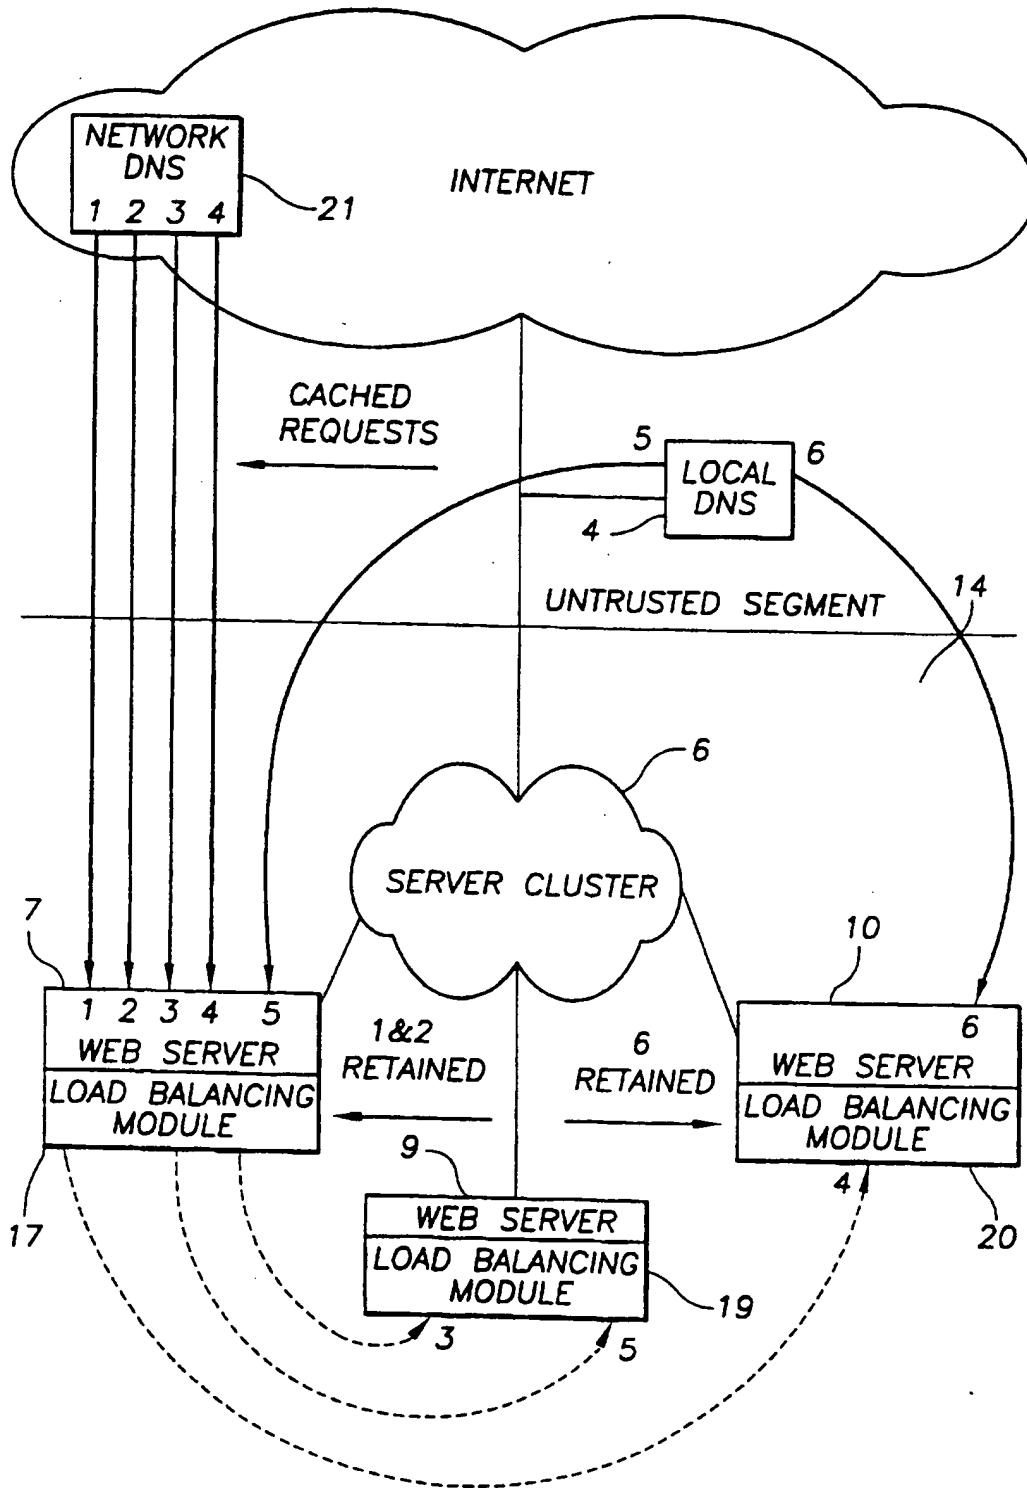 NETWORK
DNS
1 2 3 4
21
INTERNET
CACHED
REQUESTS
5
6
LOCAL
DNS
4
UNTRUSTED SEGMENT
14
6
SERVER CLUSTER
7
10
1 2 3 4 5
WEB SERVER
LOAD BALANCING
MODULE
17
1&2
RETAINED
6
RETAINED
6
WEB SERVER
LOAD BALANCING
MODULE
20
9
WEB SERVER
LOAD BALANCING
MODULE
19
3
5
4